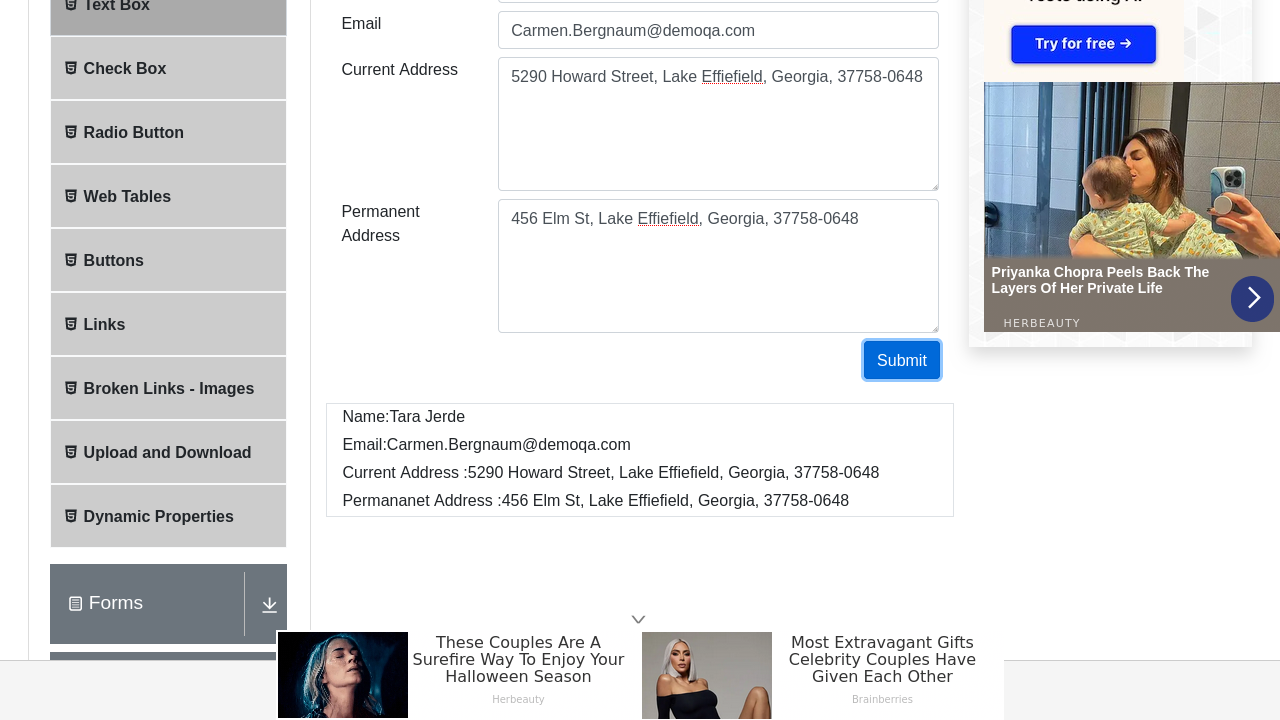 Text Box
Check Box
Radio Button
Web Tables
Buttons
Links
Broken Links - Images
Upload and Download
Dynamic Properties
Forms
Email
Carmen.Bergnaum@demoqa.com
Current Address
5290 Howard Street, Lake Effiefield, Georgia, 37758-0648
Permanent
Address
456 Elm St, Lake Effiefield, Georgia, 37758-0648
Submit
Name:Tara Jerde
Email:Carmen.Bergnaum@demoqa.com
Current Address :5290 Howard Street, Lake Effiefield, Georgia, 37758-0648
Permananet Address :456 Elm St, Lake Effiefield, Georgia, 37758-0648
Try for free →
Priyanka Chopra Peels Back The
Layers Of Her Private Life
HERBEAUTY
These Couples Are A
Surefire Way To Enjoy Your
Halloween Season
Herbeauty
Most Extravagant Gifts
Celebrity Couples Have
Given Each Other
Brainberries